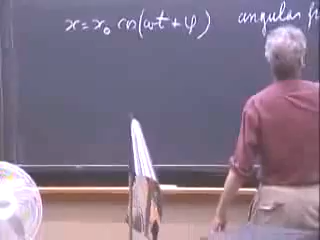 x = x₀ cos(ωt + φ) angular